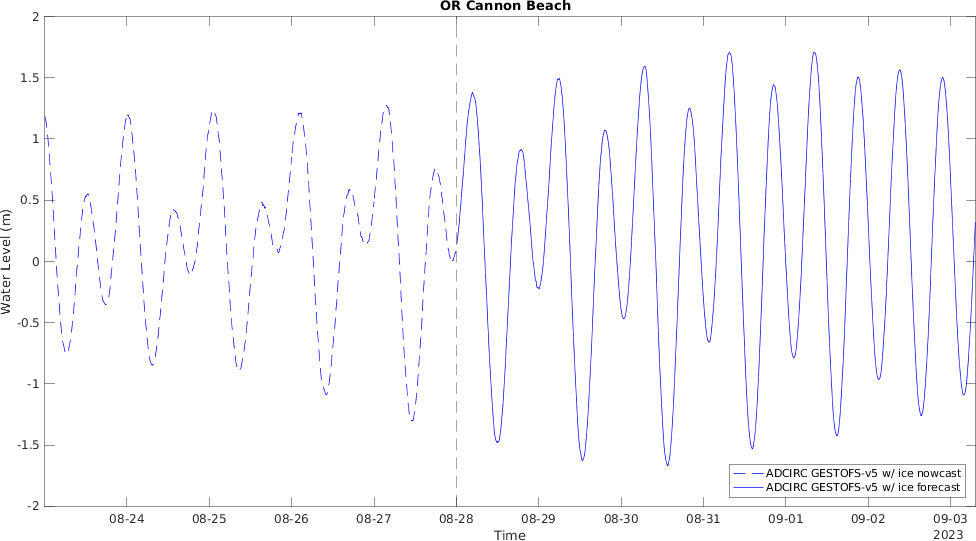 OR Cannon Beach
2
1.5
1
0.5
0
-0.5
-1
-1.5
-2
Water Level (m)
08-24 08-25 08-26 08-27 08-28 08-29 08-30 08-31 09-01 09-02 09-03
Time
2023
ADCIRC GESTOFS-v5 w/ ice nowcast
ADCIRC GESTOFS-v5 w/ ice forecast